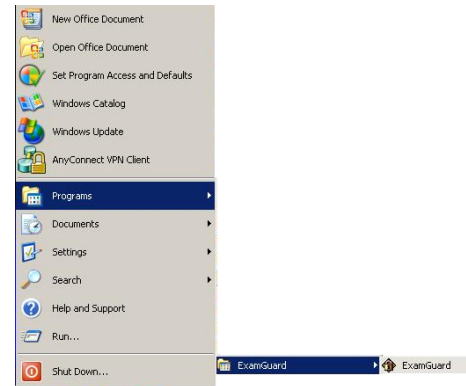 New Office Document
Open Office Document
Set Program Access and Defaults
Windows Catalog
Windows Update
AnyConnect VPN Client
Programs
Documents
Settings
Search
Help and Support
Run...
Shut Down...
ExamGuard
ExamGuard